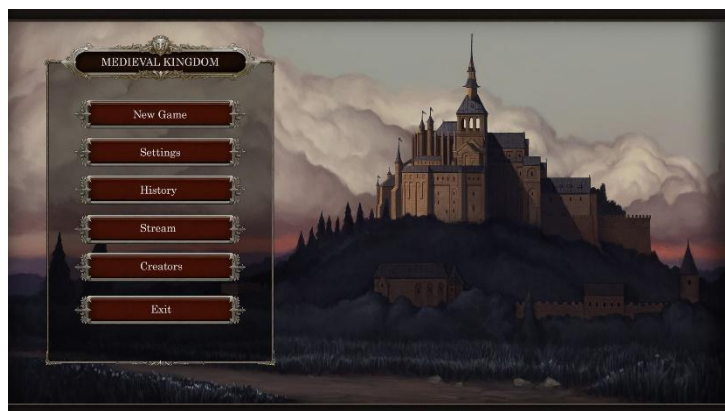 MEDIEVAL KINGDOM
New Game
Settings
History
Stream
Creators
Exit